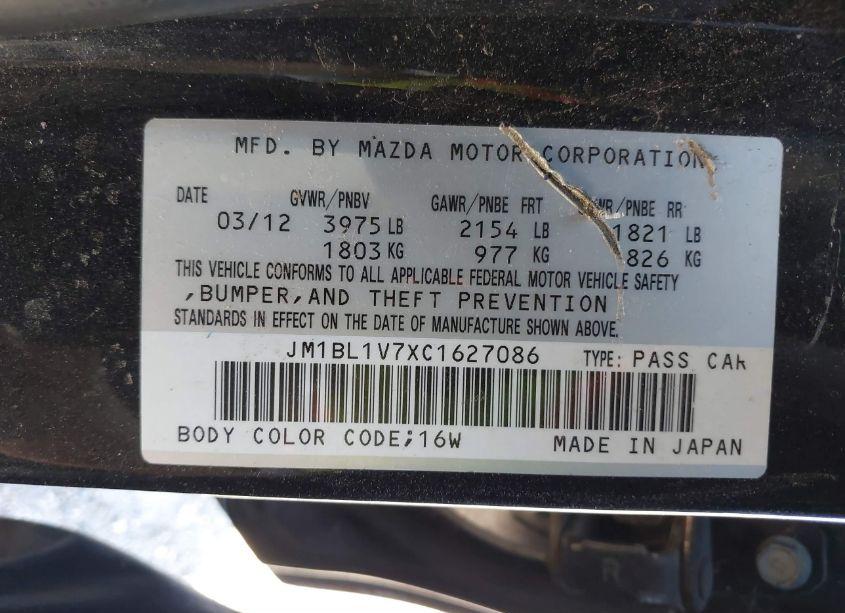 MFD. BY MAZDA MOTOR CORPORATION
DATE GVWR/PNBV GAWR/PNBE FRT /PNBE RR
03/12 3975 LB 2154 LB 1821 LB
1803 KG 977 KG 826 KG
THIS VEHICLE CONFORMS TO ALL APPLICABLE FEDERAL MOTOR VEHICLE SAFETY
,BUMPER,AND THEFT PREVENTION
STANDARDS IN EFFECT ON THE DATE OF MANUFACTURE SHOWN ABOVE.
JM1BL1V7XC1627086 TYPE: PASS CAR
BODY COLOR CODE;16W MADE IN JAPAN
R